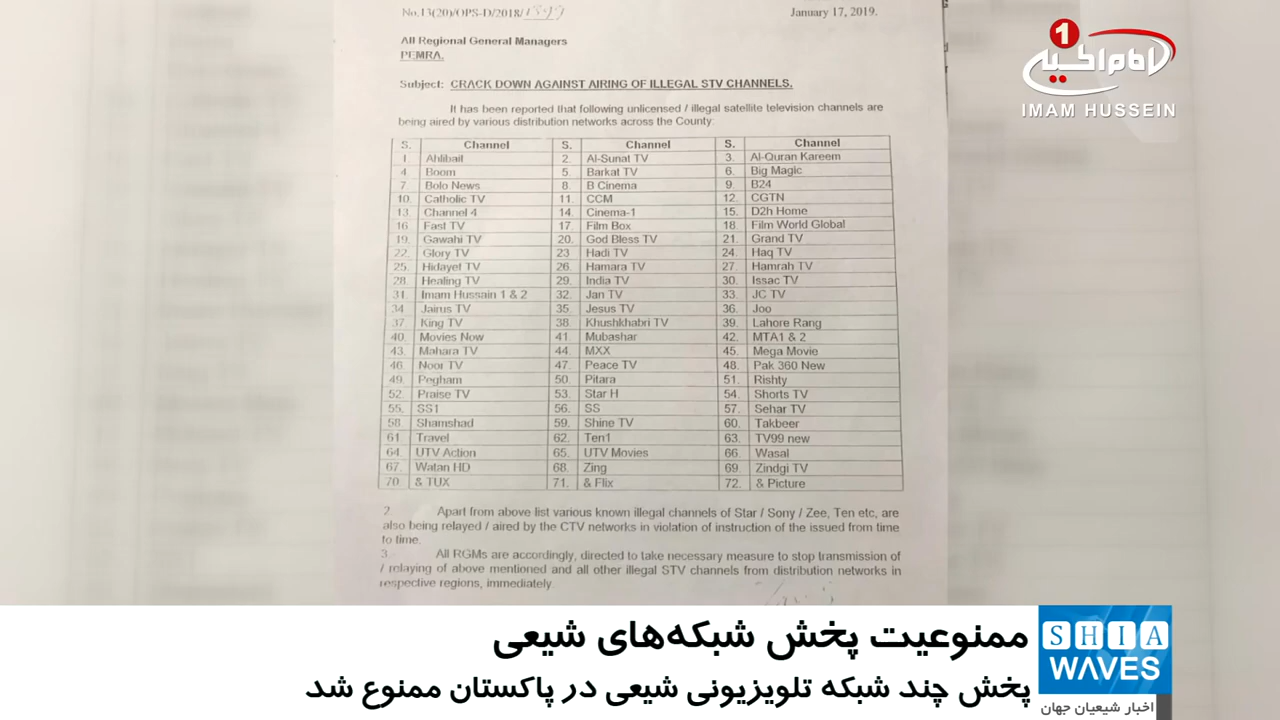 No.13(20)/OPS-D/2018/
January 17, 2019.
1
IMAM HUSSEIN
All Regional General Managers
PEMRA.
Subject: CRACK DOWN AGAINST AIRING OF ILLEGAL STV CHANNELS.
It has been reported that following unlicensed / illegal satellite television channels are
being aired by various distribution networks across the County:
S. Channel S. Channel S. Channel
1. Ahlibait 2. Al-Sunat TV 3. Al-Quran Kareem
4. Boom 5. Barkat TV 6. Big Magic
7. Bolo News 8. B Cinema 9. B24
10. Catholic TV 11. CCM 12. CGTN
13. Channel 4 14. Cinema-1 15. D2h Home
16. Fast TV 17. Film Box 18. Film World Global
19. Gawahi TV 20. God Bless TV 21. Grand TV
22. Glory TV 23 Hadi TV 24. Haq TV
25. Hidayet TV 26. Hamara TV 27. Hamrah TV
28. Healing TV 29. India TV 30. Issac TV
31. Imam Hussain 1 & 2 32. Jan TV 33. JC TV
34 Jairus TV 35. Jesus TV 36. Joo
37 King TV 38. Khushkhabri TV 39. Lahore Rang
40. Movies Now 41. Mubashar 42. MTA1 & 2
43. Mahara TV 44. MXX 45. Mega Movie
46 Noor TV 47. Peace TV 48. Pak 360 New
49. Pegham 50. Pitara 51. Rishty
52 Praise TV 53. Star H 54. Shorts TV
55. SS1 56. SS 57. Sehar TV
58. Shamshad 59. Shine TV 60. Takbeer
61. Travel 62. Ten1 63. TV99 new
64. UTV Action 65. UTV Movies 66 Wasal
67. Watan HD 68. Zing 69 Zindgi TV
70. & TUX 71. & Flix 72. & Picture
2. Apart from above list various known illegal channels of Star / Sony / Zee, Ten etc, are
also being relayed / aired by the CTV networks in violation of instruction of the issued from time
to time.
3. All RGMs are accordingly, directed to take necessary measure to stop transmission of
/ relaying of above mentioned and all other illegal STV channels from distribution networks in
respective regions, immediately.
ممنوعیت پخش شبکه‌های شیعی
پخش چند شبکه تلویزیونی شیعی در پاکستان ممنوع شد
SHIA
WAVES
اخبار شیعیان جهان